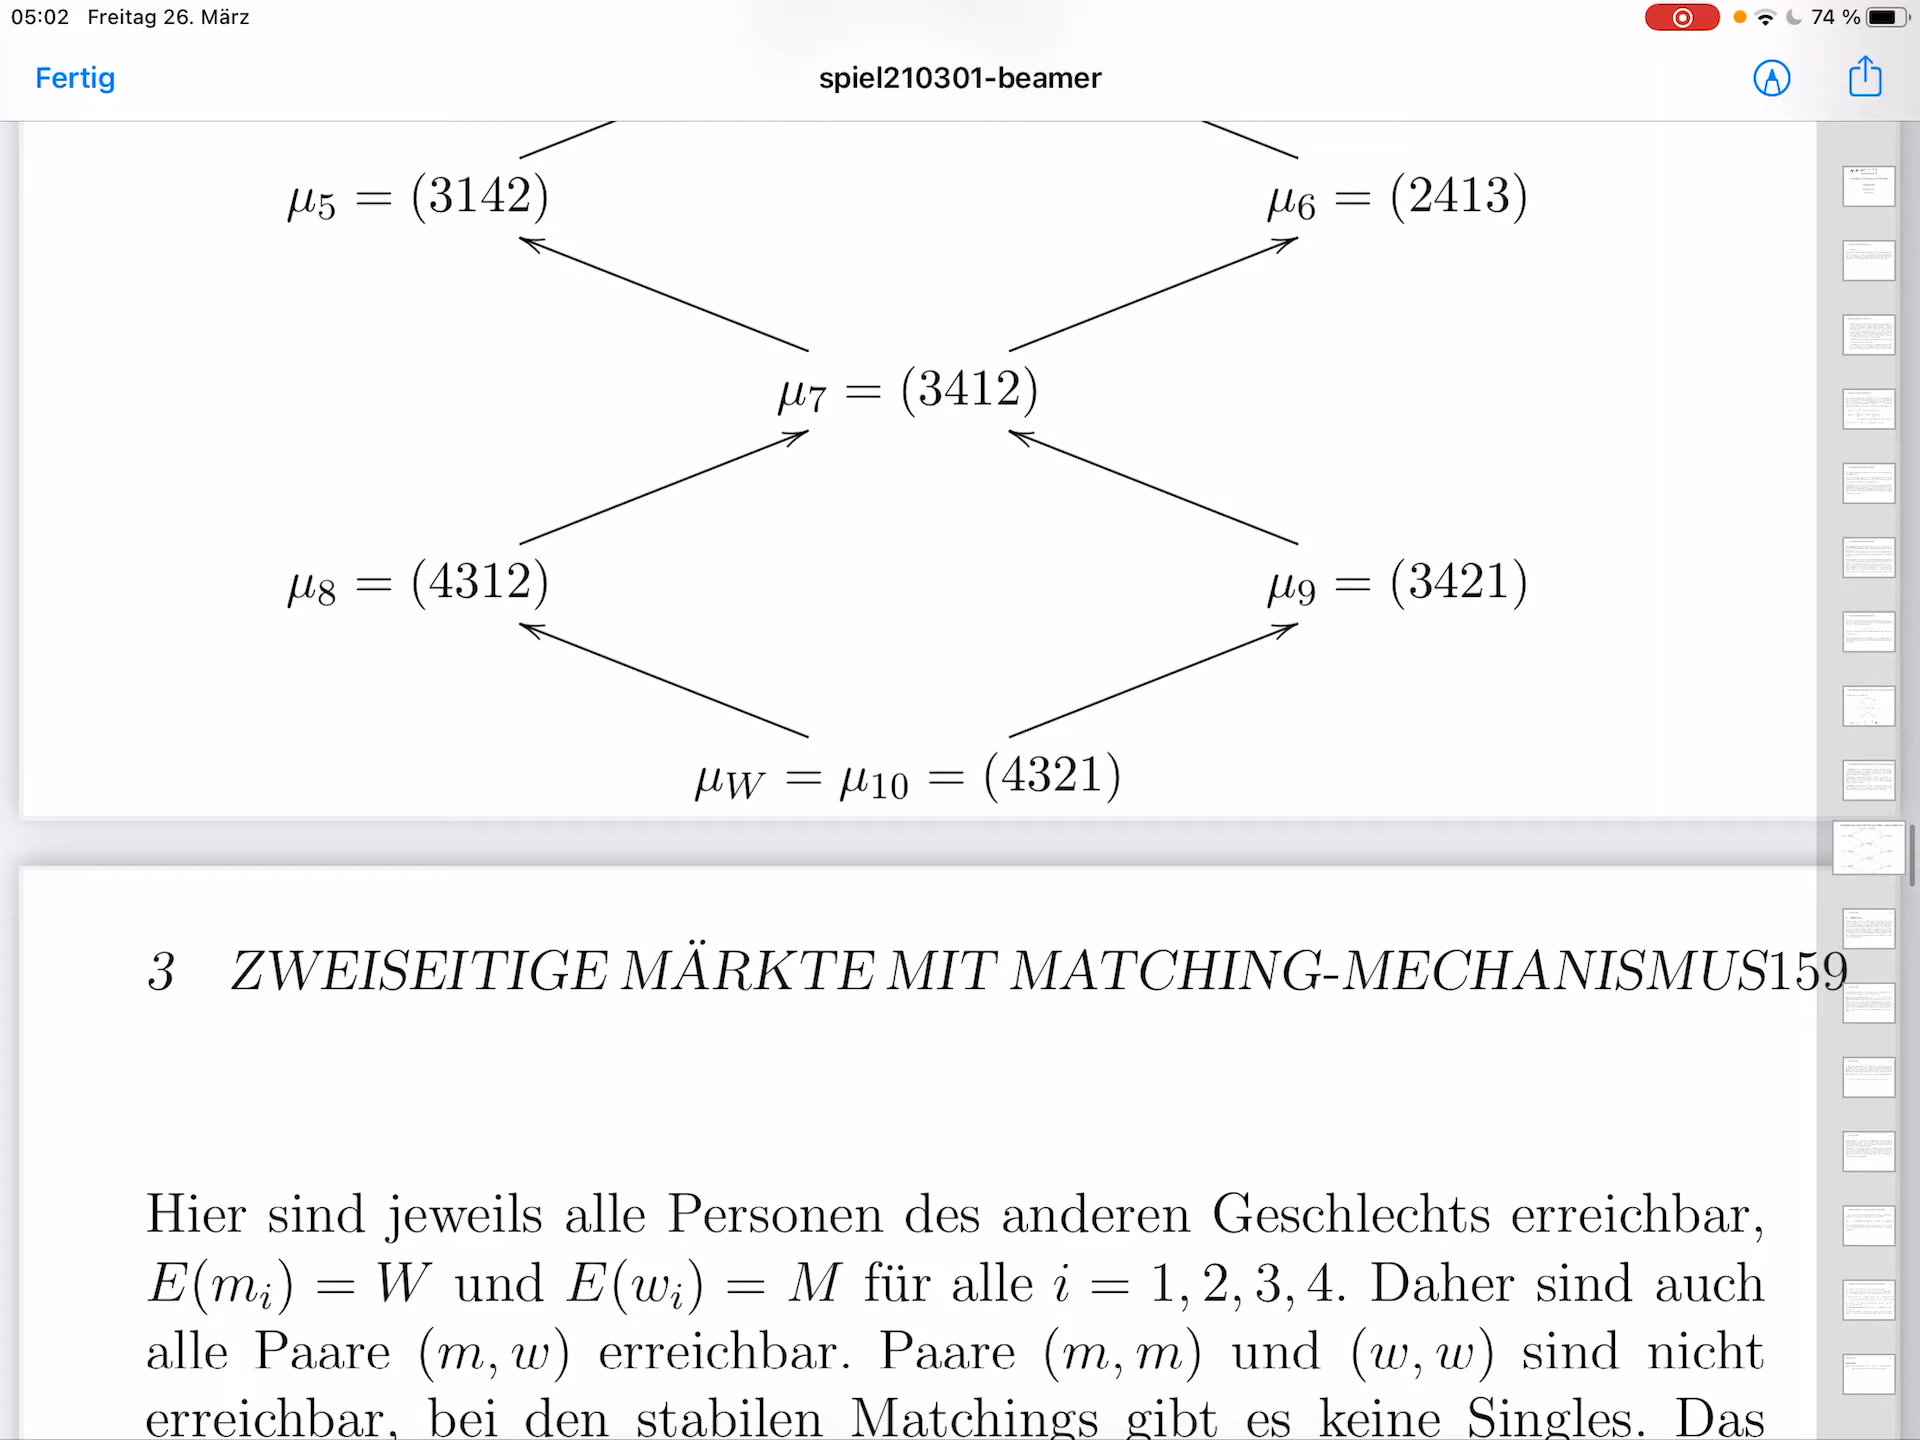 05:02 Freitag 26. März 74 %
Fertig spiel210301-beamer
μ5 = (3142) μ6 = (2413)
μ7 = (3412)
μ8 = (4312) μ9 = (3421)
μW = μ10 = (4321)
3 ZWEISEITIGE MÄRKTE MIT MATCHING-MECHANISMUS159
Hier sind jeweils alle Personen des anderen Geschlechts erreichbar,
E(mi) = W und E(wi) = M für alle i = 1, 2, 3, 4. Daher sind auch
alle Paare (m, w) erreichbar. Paare (m, m) und (w, w) sind nicht
erreichbar, bei den stabilen Matchings gibt es keine Singles. Das